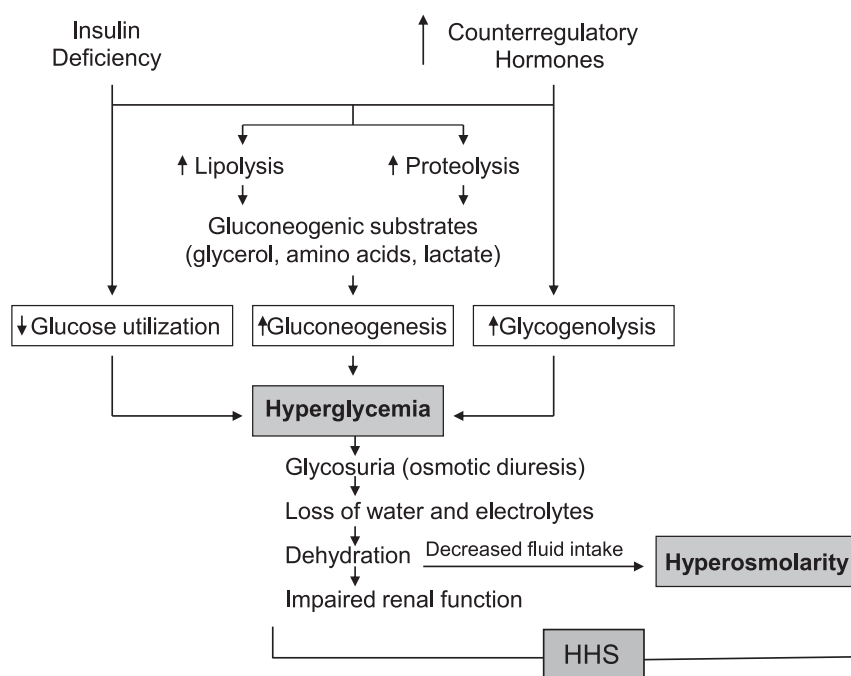 Insulin
Deficiency
Counterregulatory
Hormones
Lipolysis
Proteolysis
Gluconeogenic substrates
(glycerol, amino acids, lactate)
Glucose utilization
Gluconeogenesis
Glycogenolysis
Hyperglycemia
Glycosuria (osmotic diuresis)
Loss of water and electrolytes
Dehydration
Decreased fluid intake
Hyperosmolarity
Impaired renal function
HHS